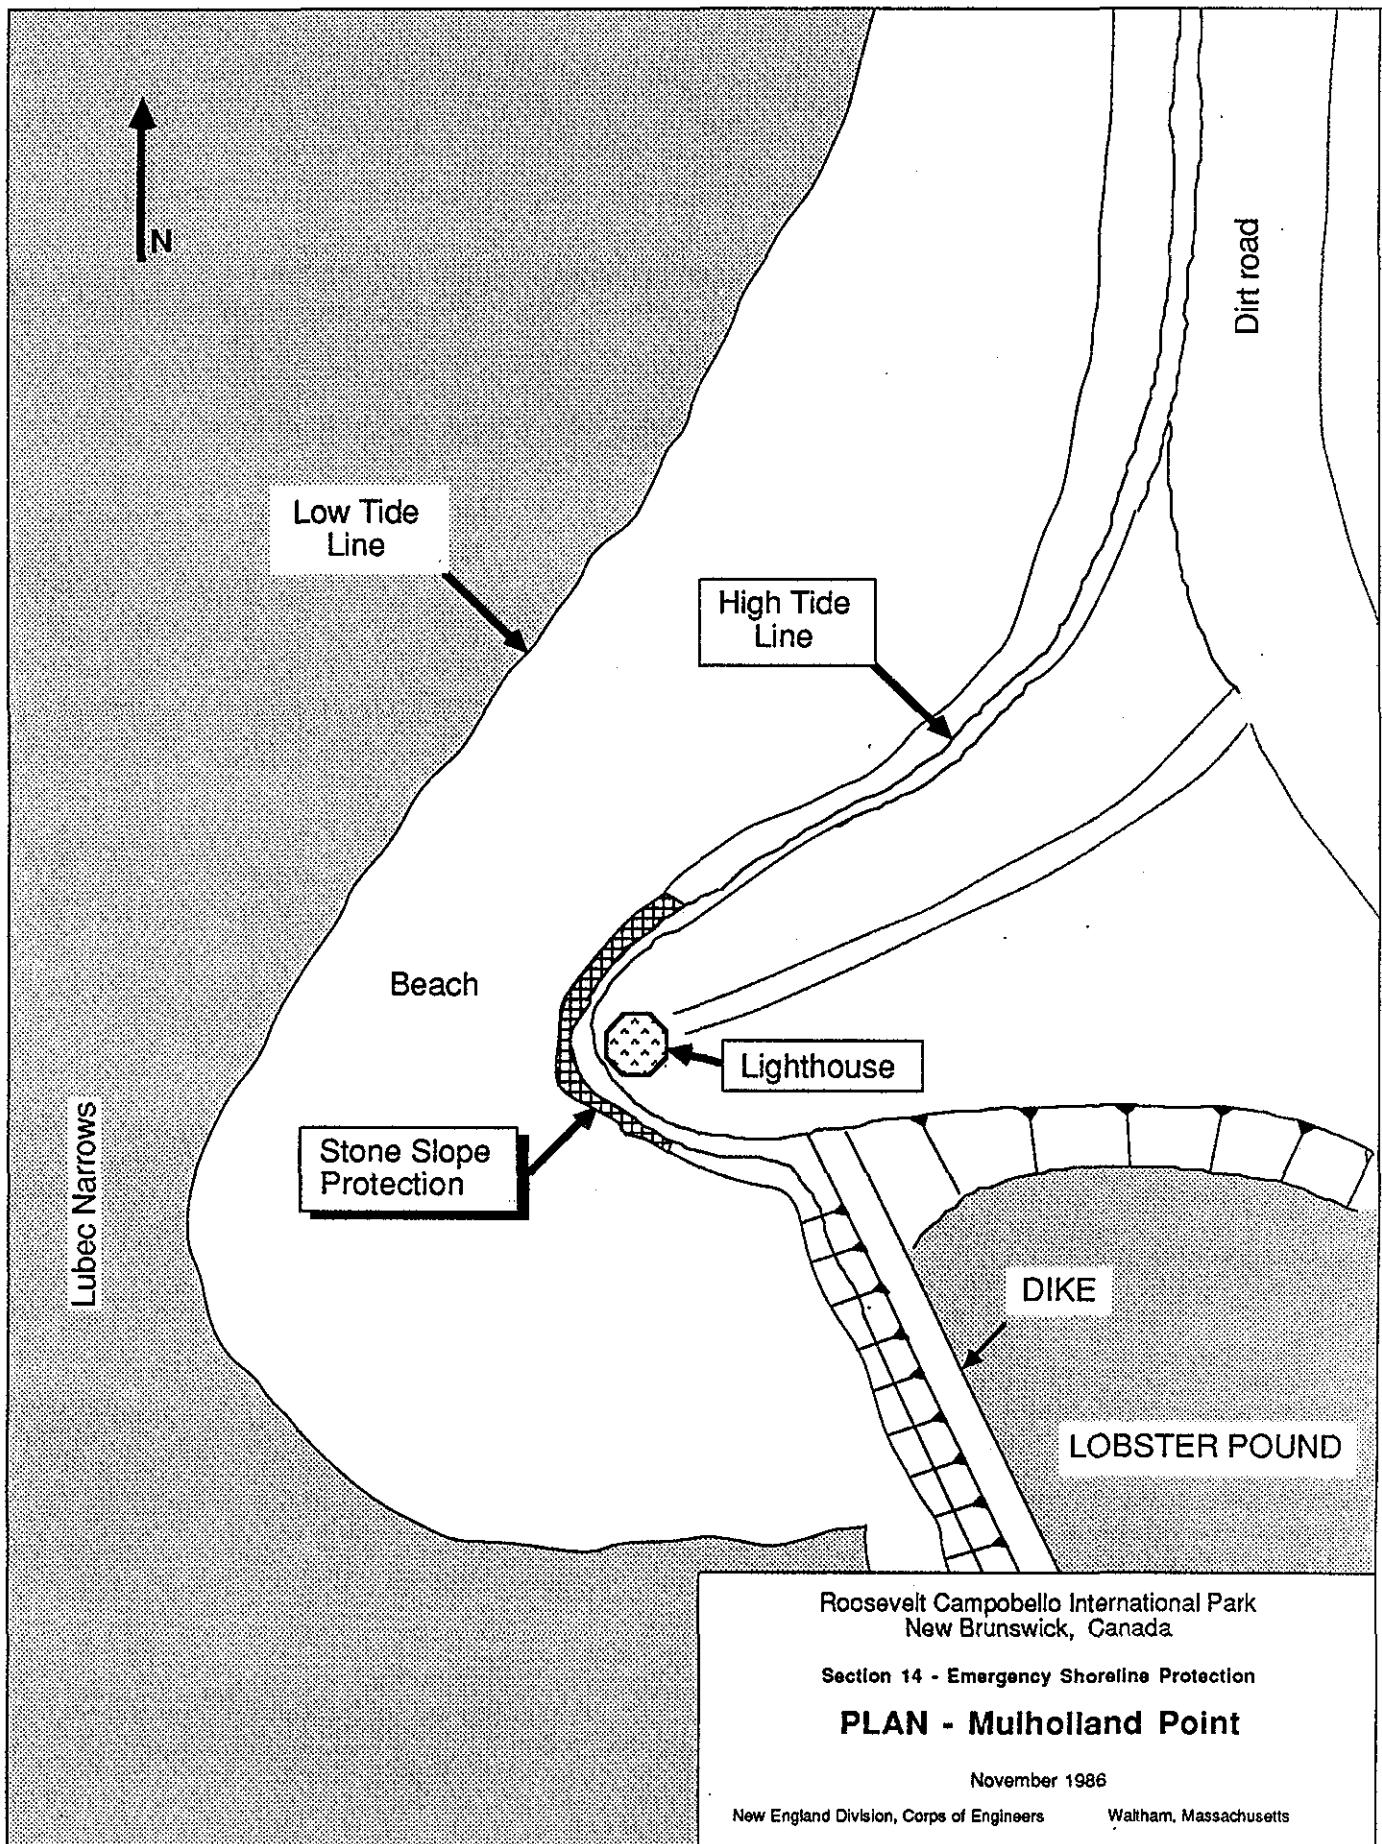 N
Dirt road
Low Tide
Line
High Tide
Line
Beach
Lighthouse
Stone Slope
Protection
Lubec Narrows
DIKE
LOBSTER POUND
Roosevelt Campobello International Park
New Brunswick, Canada
Section 14 - Emergency Shoreline Protection
PLAN - Mulholland Point
November 1986
New England Division, Corps of Engineers Waltham, Massachusetts